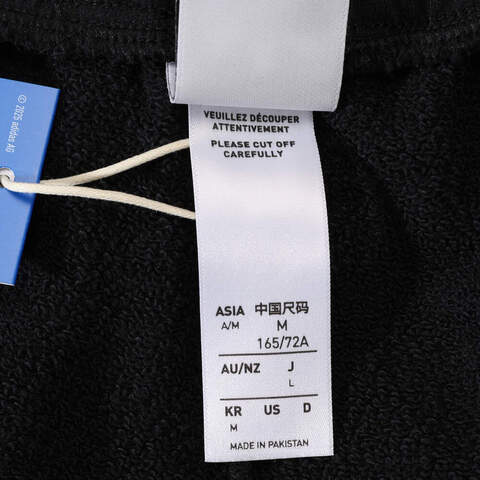 VEUILLEZ DÉCOUPER
ATTENTIVEMENT
PLEASE CUT OFF
CAREFULLY
ASIA 中国尺码
A/M M
165/72A
AU/NZ J
L
KR US D
M
MADE IN PAKISTAN
© 2025 adidas AG